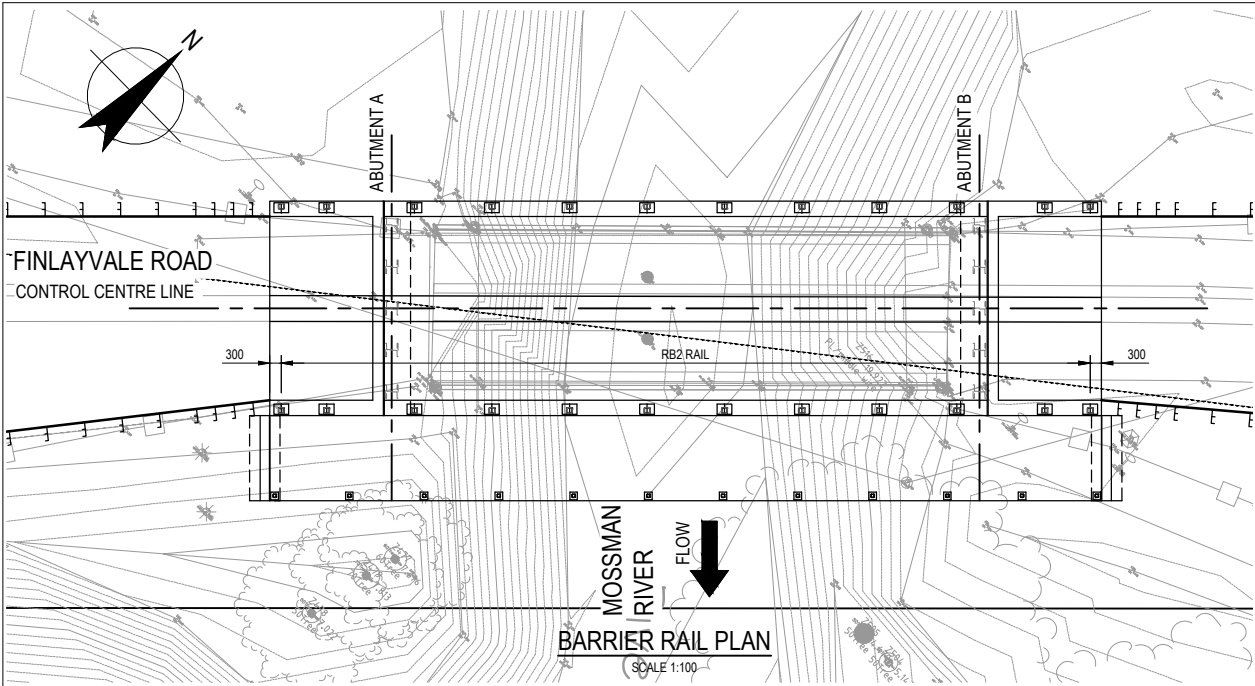 N
ABUTMENT A
ABUTMENT B
FINLAYVALE ROAD
CONTROL CENTRE LINE
300
RB2 RAIL
300
MOSSMAN
RIVER
FLOW
BARRIER RAIL PLAN
SCALE 1:100